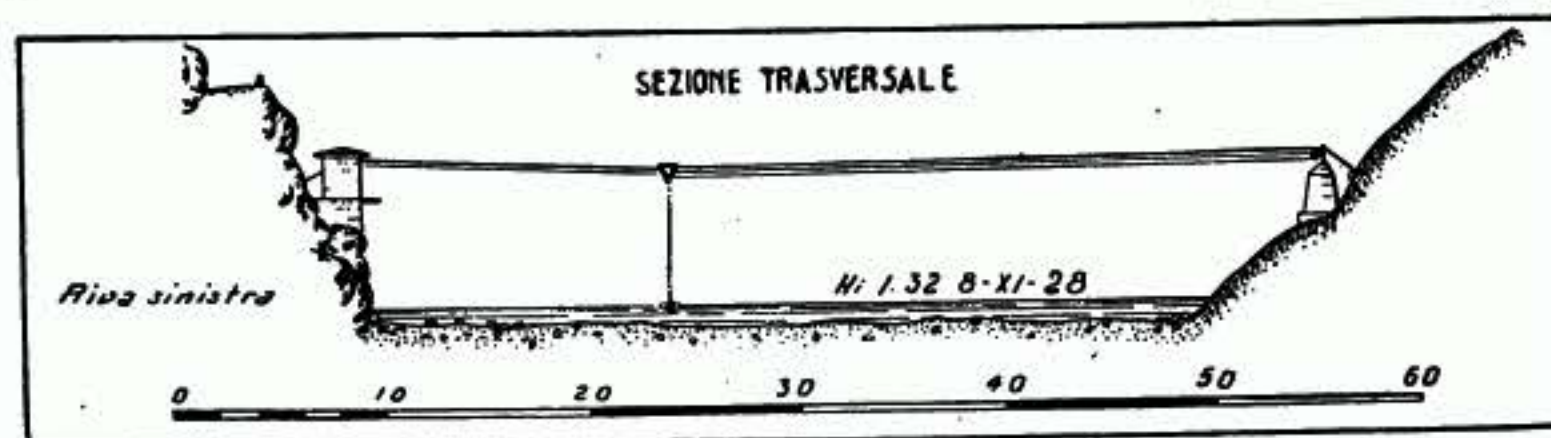 SEZIONE TRASVERSALE
Hi 1.32 8-XI-28
Riva sinistra
0 10 20 30 40 50 60